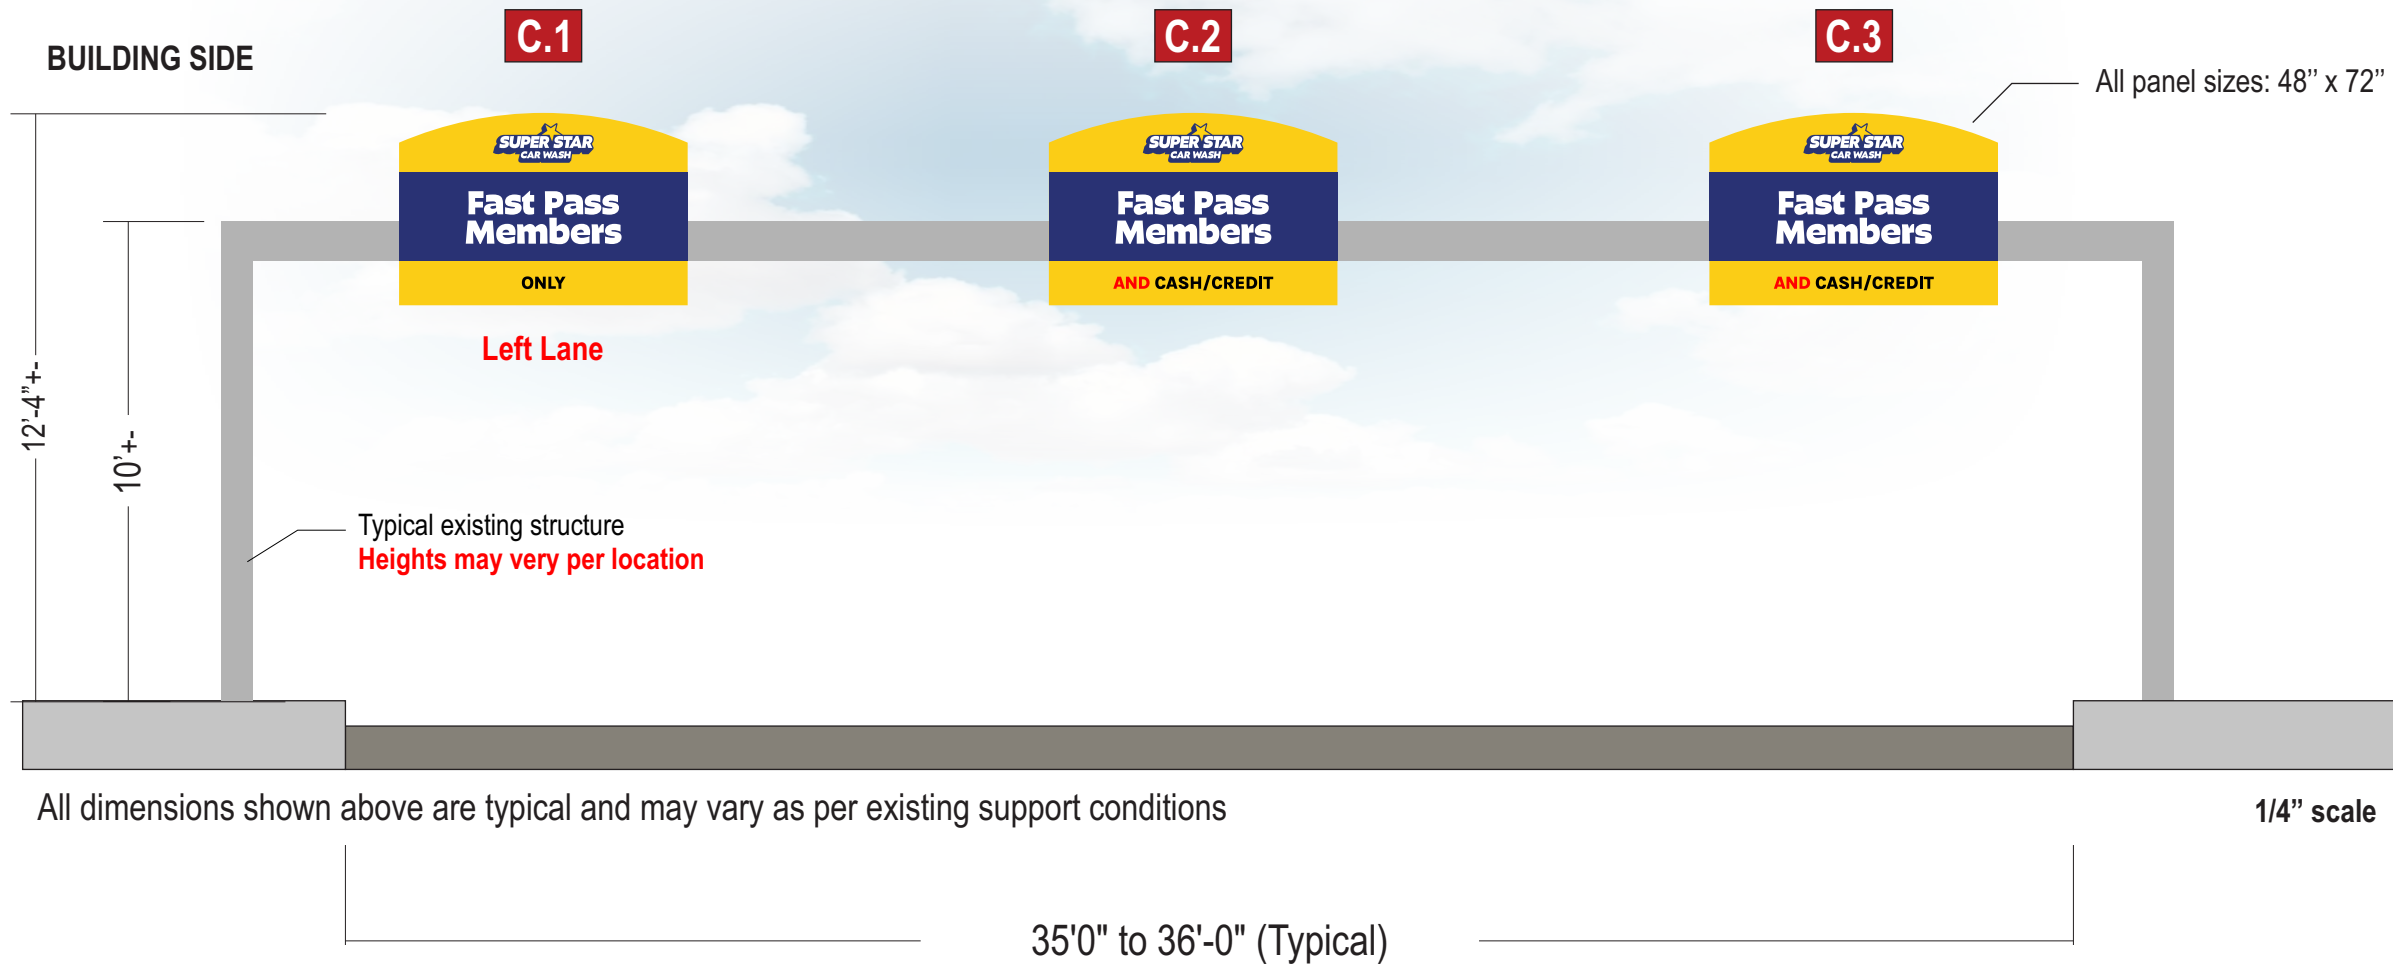 C.1
C.2
C.3
BUILDING SIDE
All panel sizes: 48’’ x 72’’
SUPER STAR
CAR WASH
Fast Pass
Members
ONLY
SUPER STAR
CAR WASH
Fast Pass
Members
AND CASH/CREDIT
SUPER STAR
CAR WASH
Fast Pass
Members
AND CASH/CREDIT
Left Lane
12’-4”+-
10’+-
Typical existing structure
Heights may very per location
All dimensions shown above are typical and may vary as per existing support conditions
1/4” scale
35'0" to 36'-0" (Typical)